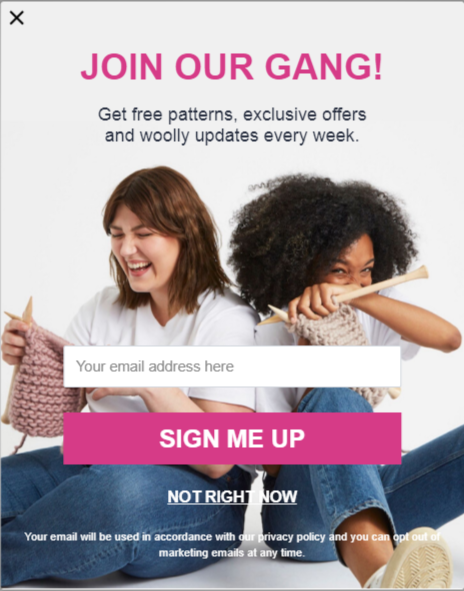 JOIN OUR GANG!
Get free patterns, exclusive offers
and woolly updates every week.
Your email address here
SIGN ME UP
NOT RIGHT NOW
Your email will be used in accordance with our privacy policy and you can opt out of
marketing emails at any time.